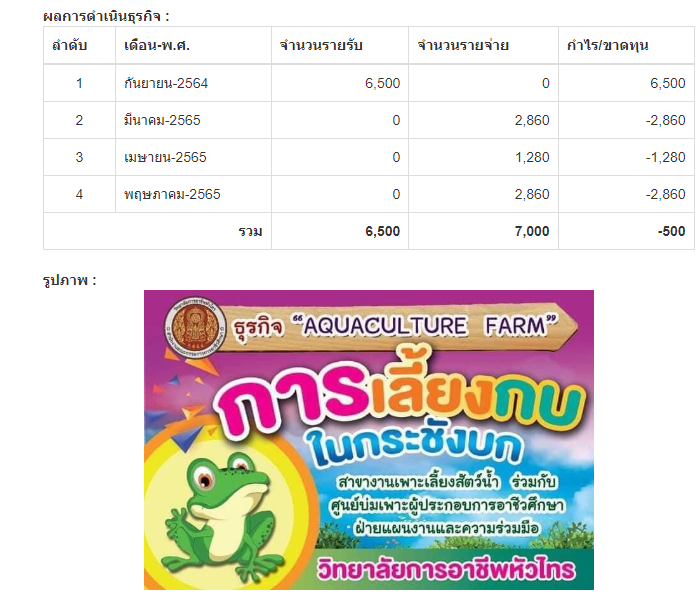 ผลการดำเนินธุรกิจ :
ลำดับ เดือน-พ.ศ. จำนวนรายรับ จำนวนรายจ่าย กำไร/ขาดทุน
1 กันยายน-2564 6,500 0 6,500
2 มีนาคม-2565 0 2,860 -2,860
3 เมษายน-2565 0 1,280 -1,280
4 พฤษภาคม-2565 0 2,860 -2,860
รวม 6,500 7,000 -500
รูปภาพ :
ธุรกิจ “AQUACULTURE FARM”
การเลี้ยงกบ
ในกระชังบก
สาขางานเพาะเลี้ยงสัตว์น้ำ ร่วมกับ
ศูนย์บ่มเพาะผู้ประกอบการอาชีวศึกษา
ฝ่ายแผนงานและความร่วมมือ
วิทยาลัยการอาชีพหัวไทร